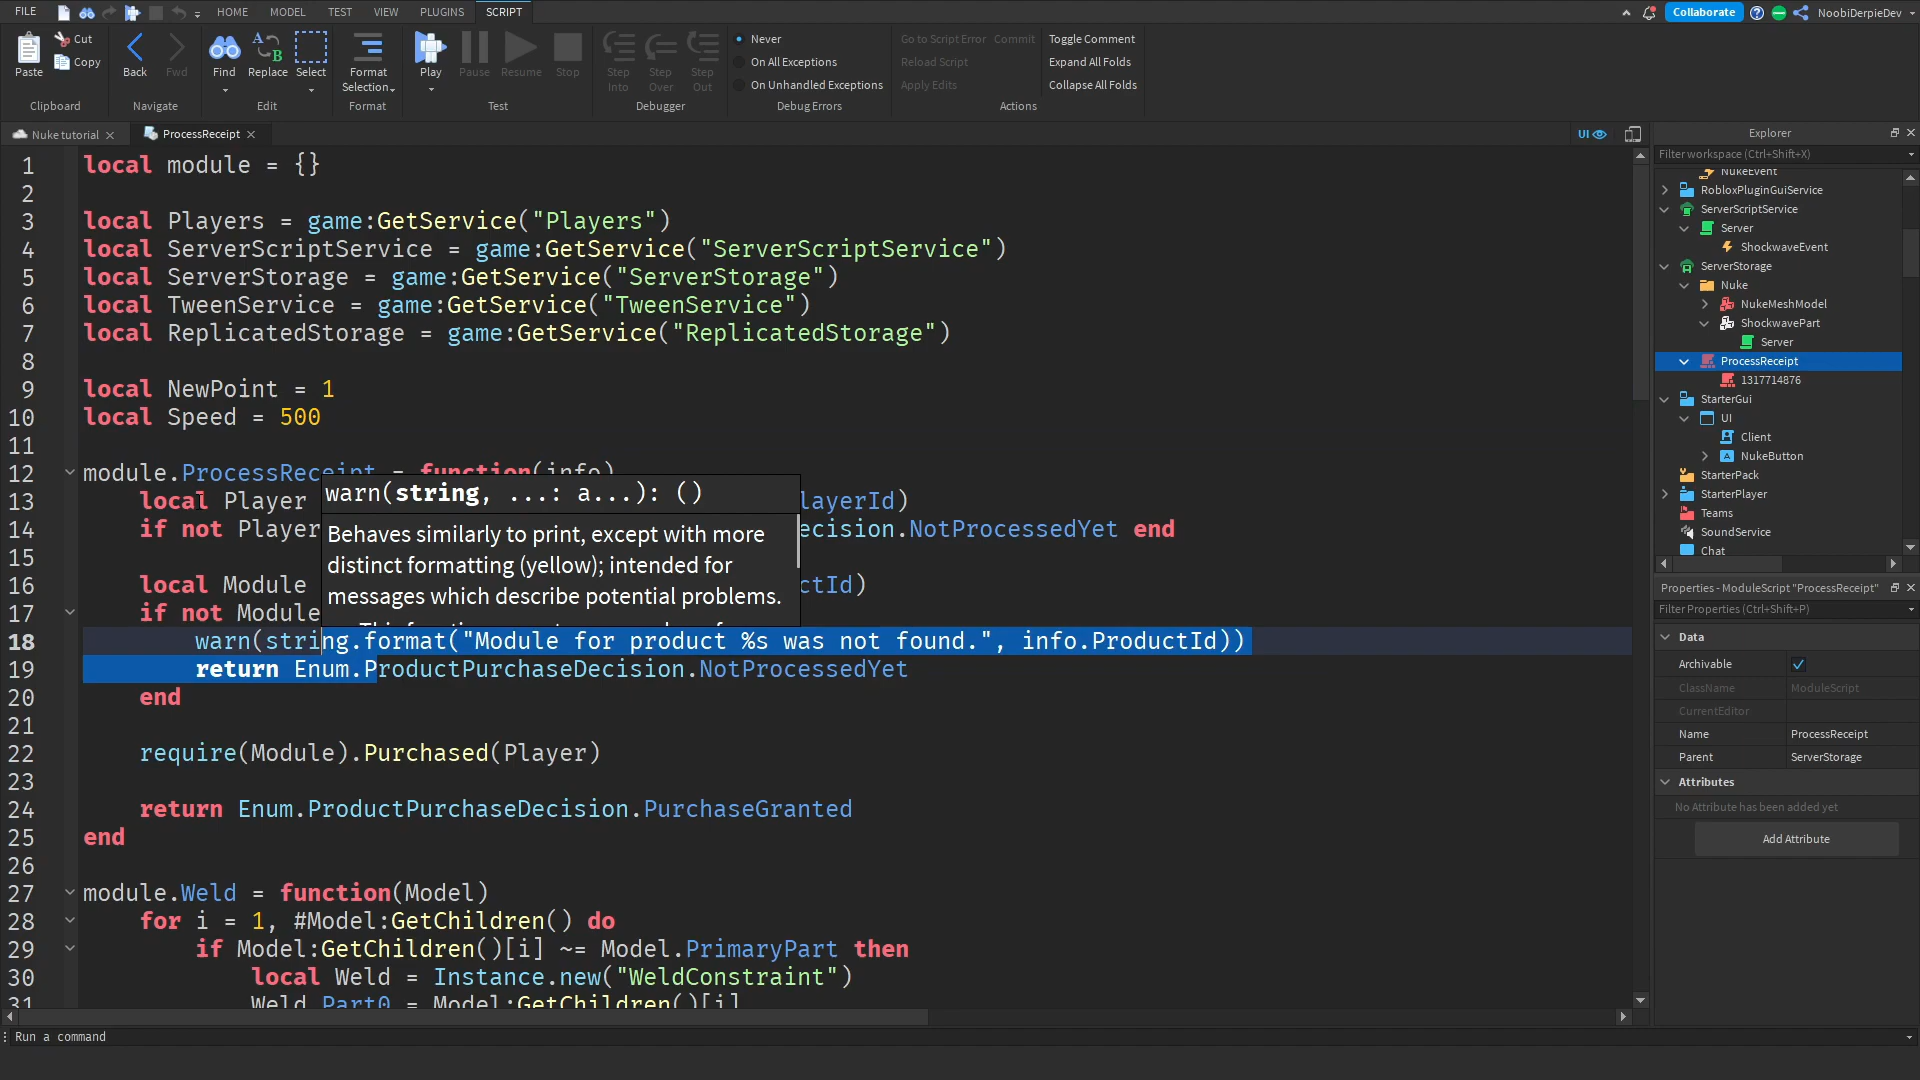 FILE HOME MODEL TEST VIEW PLUGINS SCRIPT Collaborate NoobiDerpieDev
Paste Cut Copy Back Fwd Find Replace Select Format Selection Play Pause Resume Stop Step Into Step Over Step Out
Never Go to Script Error Commit Toggle Comment
On All Exceptions Reload Script Expand All Folds
On Unhandled Exceptions Apply Edits Collapse All Folds
Clipboard Navigate Edit Format Test Debugger Debug Errors Actions
Nuke tutorial ProcessReceipt UI
1 local module = {}
2
3 local Players = game:GetService("Players")
4 local ServerScriptService = game:GetService("ServerScriptService")
5 local ServerStorage = game:GetService("ServerStorage")
6 local TweenService = game:GetService("TweenService")
7 local ReplicatedStorage = game:GetService("ReplicatedStorage")
8
9 local NewPoint = 1
10 local Speed = 500
11
12 module.ProcessReceipt = function(info)
warn(string, ...: a...): ()
13 local Player layerId)
14 if not Player ecision.NotProcessedYet end
Behaves similarly to print, except with more
distinct formatting (yellow); intended for
messages which describe potential problems.
15
16 local Module ctId)
17 if not Module
18 warn(string.format("Module for product %s was not found.", info.ProductId))
19 return Enum.ProductPurchaseDecision.NotProcessedYet
20 end
21
22 require(Module).Purchased(Player)
23
24 return Enum.ProductPurchaseDecision.PurchaseGranted
25 end
26
27 module.Weld = function(Model)
28 for i = 1, #Model:GetChildren() do
29 if Model:GetChildren()[i] ~= Model.PrimaryPart then
30 local Weld = Instance.new("WeldConstraint")
31 Weld.Part0 = Model:GetChildren()[i]
Run a command
Explorer
Filter workspace (Ctrl+Shift+X)
NukeEvent
RobloxPluginGuiService
ServerScriptService
Server
ShockwaveEvent
ServerStorage
Nuke
NukeMeshModel
ShockwavePart
Server
ProcessReceipt
1317714876
StarterGui
UI
Client
NukeButton
StarterPack
StarterPlayer
Teams
SoundService
Chat
Properties - ModuleScript "ProcessReceipt"
Filter Properties (Ctrl+Shift+P)
Data
Archivable
ClassName ModuleScript
CurrentEditor
Name ProcessReceipt
Parent ServerStorage
Attributes
No Attribute has been added yet
Add Attribute